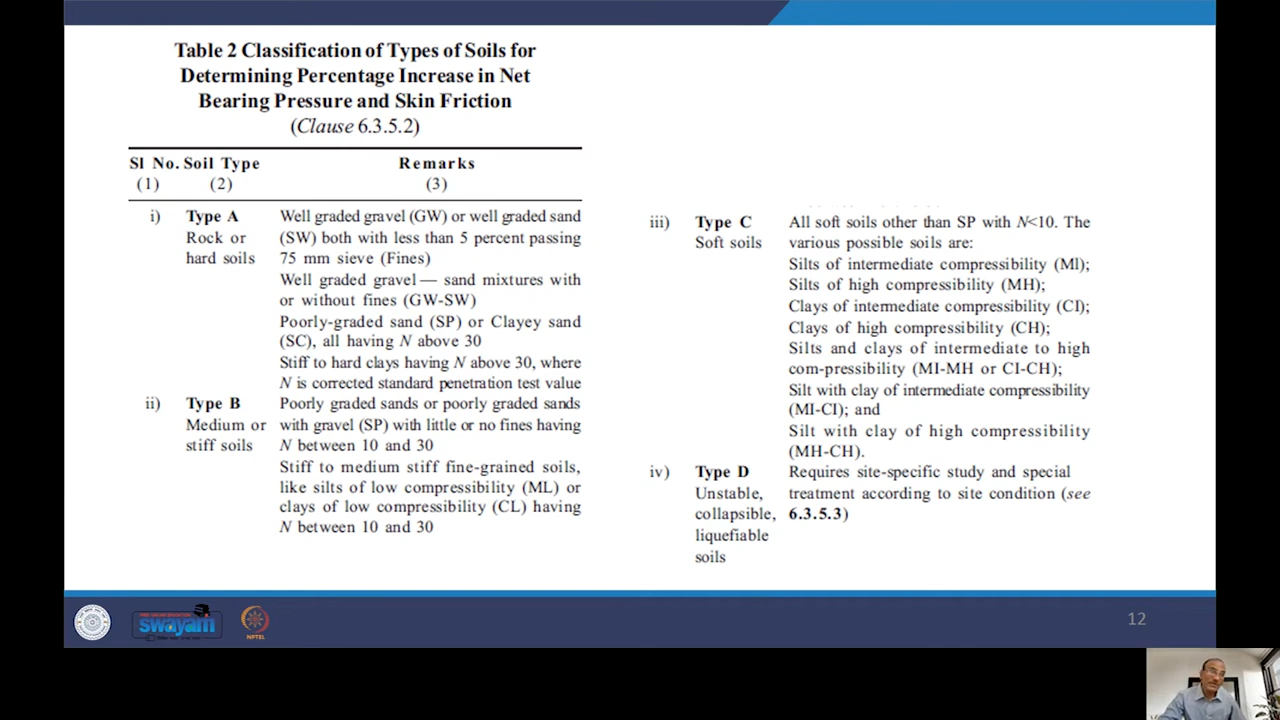 Table 2 Classification of Types of Soils for
Determining Percentage Increase in Net
Bearing Pressure and Skin Friction
(Clause 6.3.5.2)
Sl No. Soil Type Remarks
(1) (2) (3)
i) Type A Well graded gravel (GW) or well graded sand
Rock or (SW) both with less than 5 percent passing
hard soils 75 mm sieve (Fines)
Well graded gravel — sand mixtures with
or without fines (GW-SW)
Poorly-graded sand (SP) or Clayey sand
(SC), all having N above 30
Stiff to hard clays having N above 30, where
N is corrected standard penetration test value
ii) Type B Poorly graded sands or poorly graded sands
Medium or with gravel (SP) with little or no fines having
stiff soils N between 10 and 30
Stiff to medium stiff fine-grained soils,
like silts of low compressibility (ML) or
clays of low compressibility (CL) having
N between 10 and 30
iii) Type C All soft soils other than SP with N<10. The
Soft soils various possible soils are:
Silts of intermediate compressibility (Ml);
Silts of high compressibility (MH);
Clays of intermediate compressibility (CI);
Clays of high compressibility (CH);
Silts and clays of intermediate to high
com-pressibility (MI-MH or CI-CH);
Silt with clay of intermediate compressibility
(MI-CI); and
Silt with clay of high compressibility
(MH-CH).
iv) Type D Requires site-specific study and special
Unstable, treatment according to site condition (see
collapsible, 6.3.5.3)
liquefiable
soils
swayam
NPTEL
12